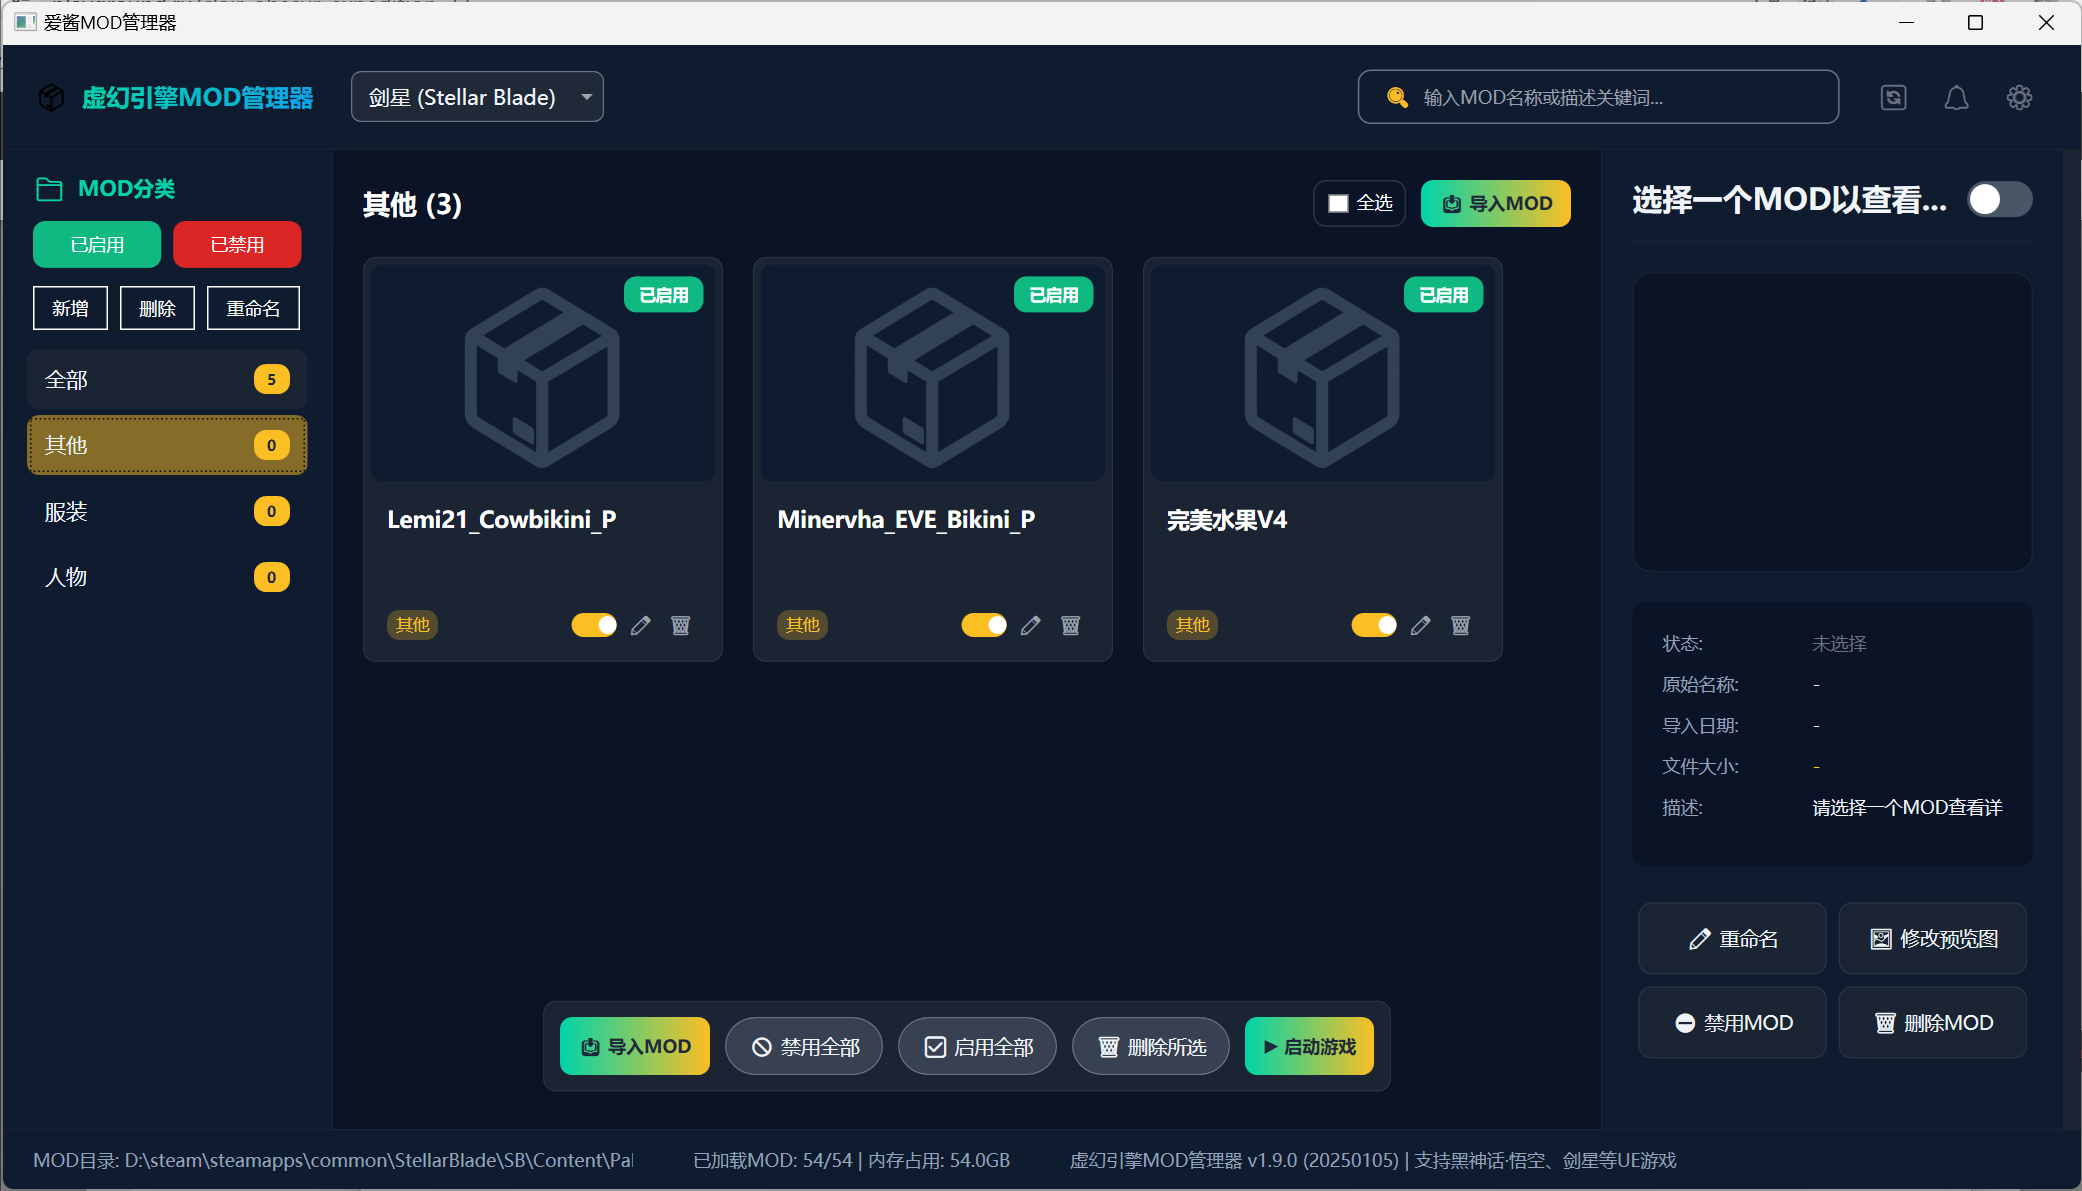 爱酱MOD管理器
虚幻引擎MOD管理器
剑星 (Stellar Blade)
输入MOD名称或描述关键词...
MOD分类
已启用 已禁用
新增 删除 重命名
全部 5
其他 0
服装 0
人物 0
其他 (3)
全选
导入MOD
已启用
Lemi21_Cowbikini_P
其他
已启用
Minervha_EVE_Bikini_P
其他
已启用
完美水果V4
其他
导入MOD
禁用全部
启用全部
删除所选
启动游戏
选择一个MOD以查看...
状态: 未选择
原始名称: -
导入日期: -
文件大小: -
描述: 请选择一个MOD查看详
重命名
修改预览图
禁用MOD
删除MOD
MOD目录: D:\steam\steamapps\common\StellarBlade\SB\Content\Pa
已加载MOD: 54/54 | 内存占用: 54.0GB
虚幻引擎MOD管理器 v1.9.0 (20250105) | 支持黑神话·悟空、剑星等UE游戏